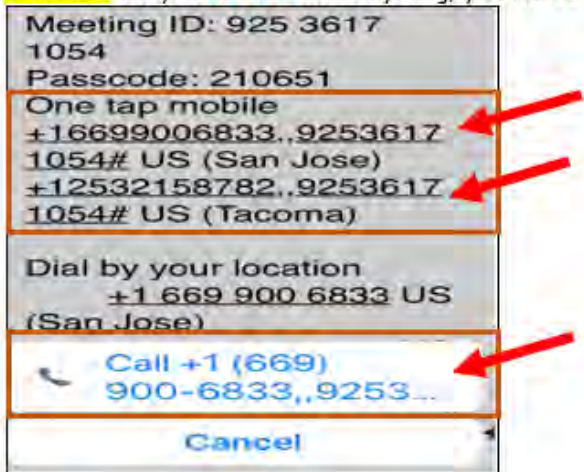 Meeting ID: 925 3617
1054
Passcode: 210651
One tap mobile
+16699006833,,9253617
1054# US (San Jose)
+12532158782,,9253617
1054# US (Tacoma)
Dial by your location
+1 669 900 6833 US
(San Jose)
Call +1 (669)
900-6833,,9253...
Cancel